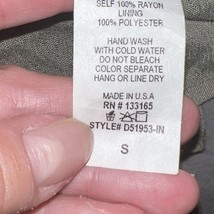 SELF 100% RAYON
LINING
100% POLYESTER
HAND WASH
WITH COLD WATER
DO NOT BLEACH
COLOR SEPARATE
HANG OR LINE DRY
MADE IN U.S.A
RN # 133165
STYLE# D51953-IN
S